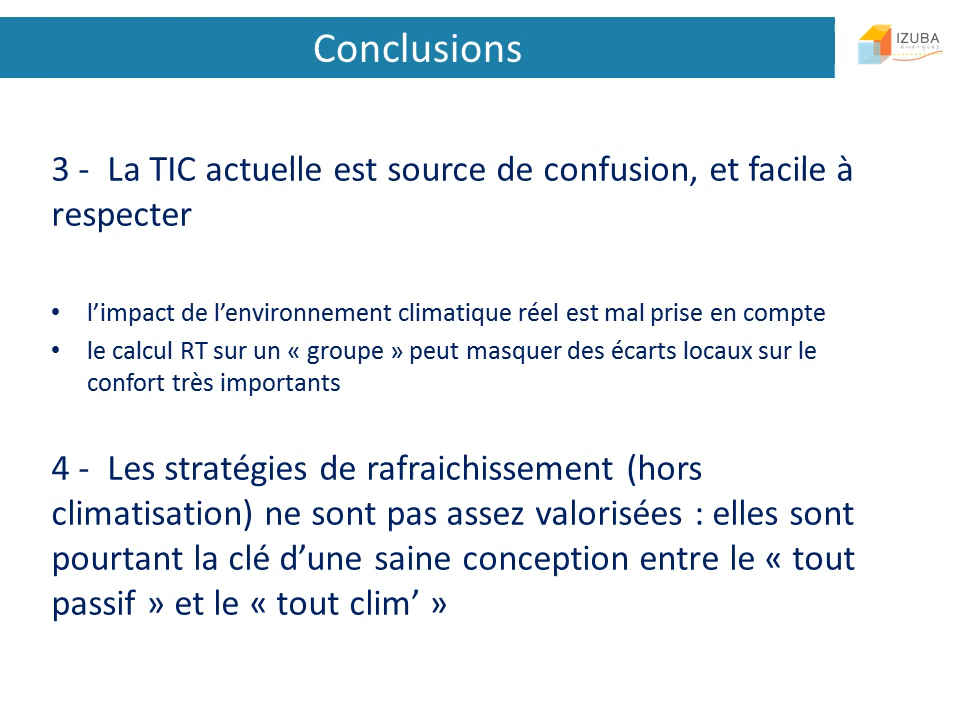 Conclusions
IZUBA
énergies
3 - La TIC actuelle est source de confusion, et facile à
respecter
• l’impact de l’environnement climatique réel est mal prise en compte
• le calcul RT sur un « groupe » peut masquer des écarts locaux sur le
confort très importants
4 - Les stratégies de rafraichissement (hors
climatisation) ne sont pas assez valorisées : elles sont
pourtant la clé d’une saine conception entre le « tout
passif » et le « tout clim’ »